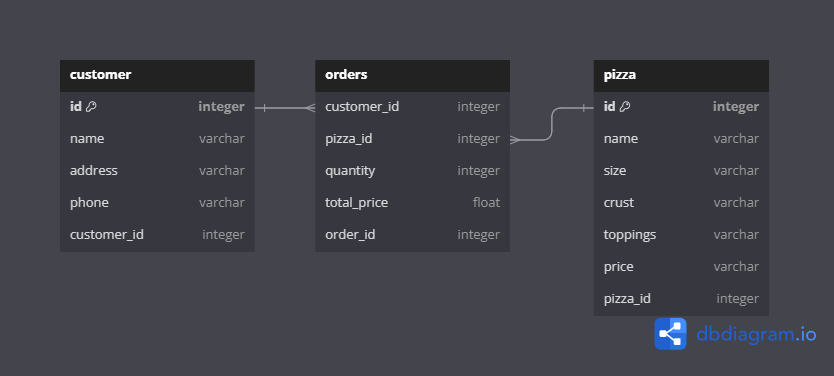 customer
id integer
name varchar
address varchar
phone varchar
customer_id integer
orders
customer_id integer
pizza_id integer
quantity integer
total_price float
order_id integer
pizza
id integer
name varchar
size varchar
crust varchar
toppings varchar
price varchar
pizza_id integer
dbdiagram.io